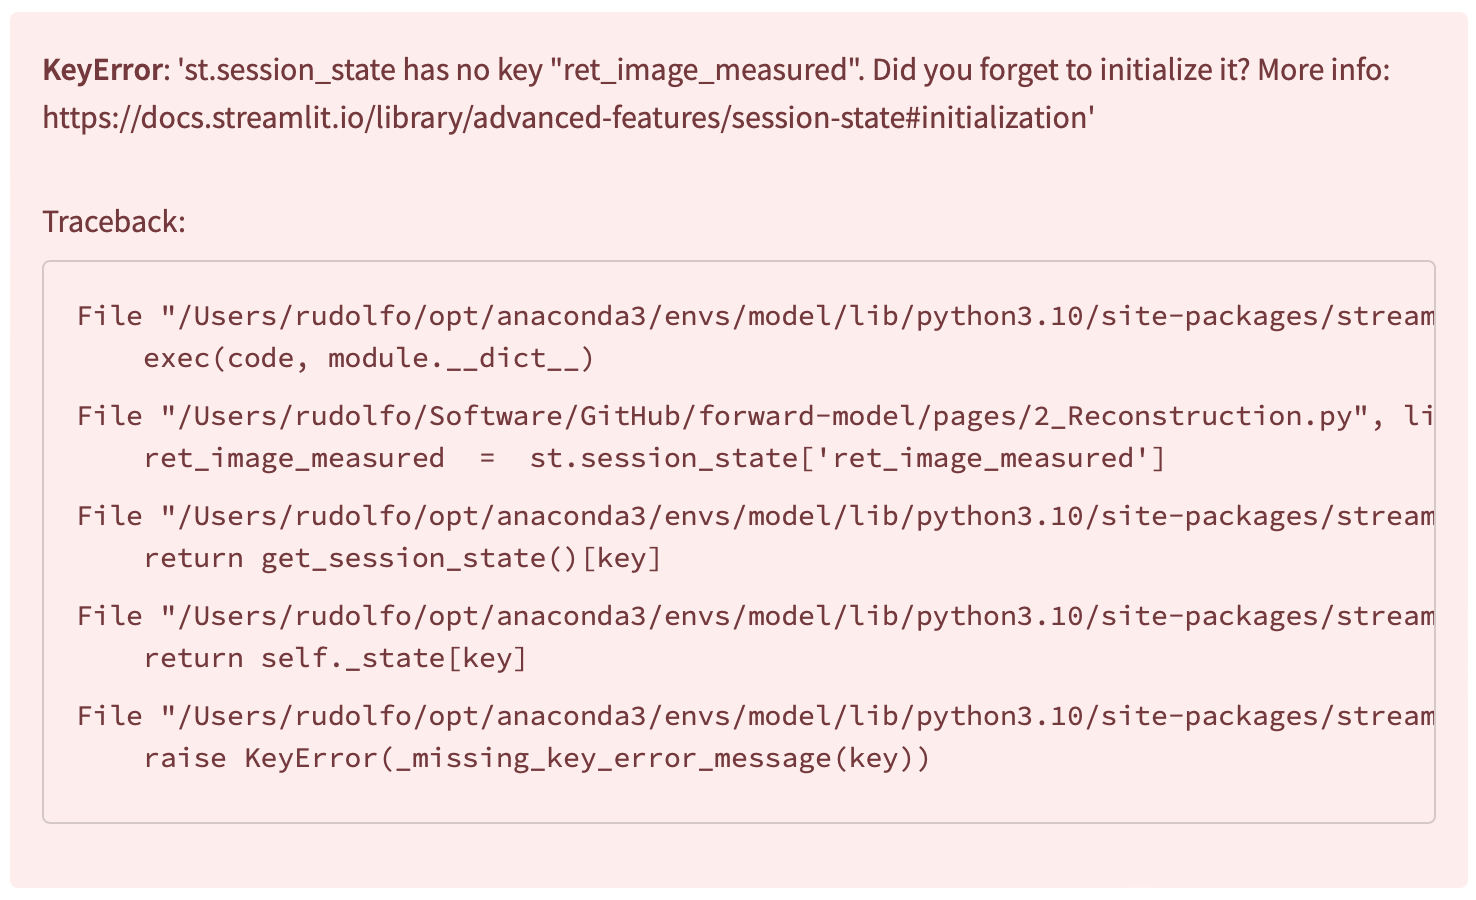 KeyError: 'st.session_state has no key "ret_image_measured". Did you forget to initialize it? More info:
https://docs.streamlit.io/library/advanced-features/session-state#initialization'
Traceback:
File "/Users/rudolfo/opt/anaconda3/envs/model/lib/python3.10/site-packages/stream
    exec(code, module.__dict__)
File "/Users/rudolfo/Software/GitHub/forward-model/pages/2_Reconstruction.py", li
    ret_image_measured  =  st.session_state['ret_image_measured']
File "/Users/rudolfo/opt/anaconda3/envs/model/lib/python3.10/site-packages/stream
    return get_session_state()[key]
File "/Users/rudolfo/opt/anaconda3/envs/model/lib/python3.10/site-packages/stream
    return self._state[key]
File "/Users/rudolfo/opt/anaconda3/envs/model/lib/python3.10/site-packages/stream
    raise KeyError(_missing_key_error_message(key))